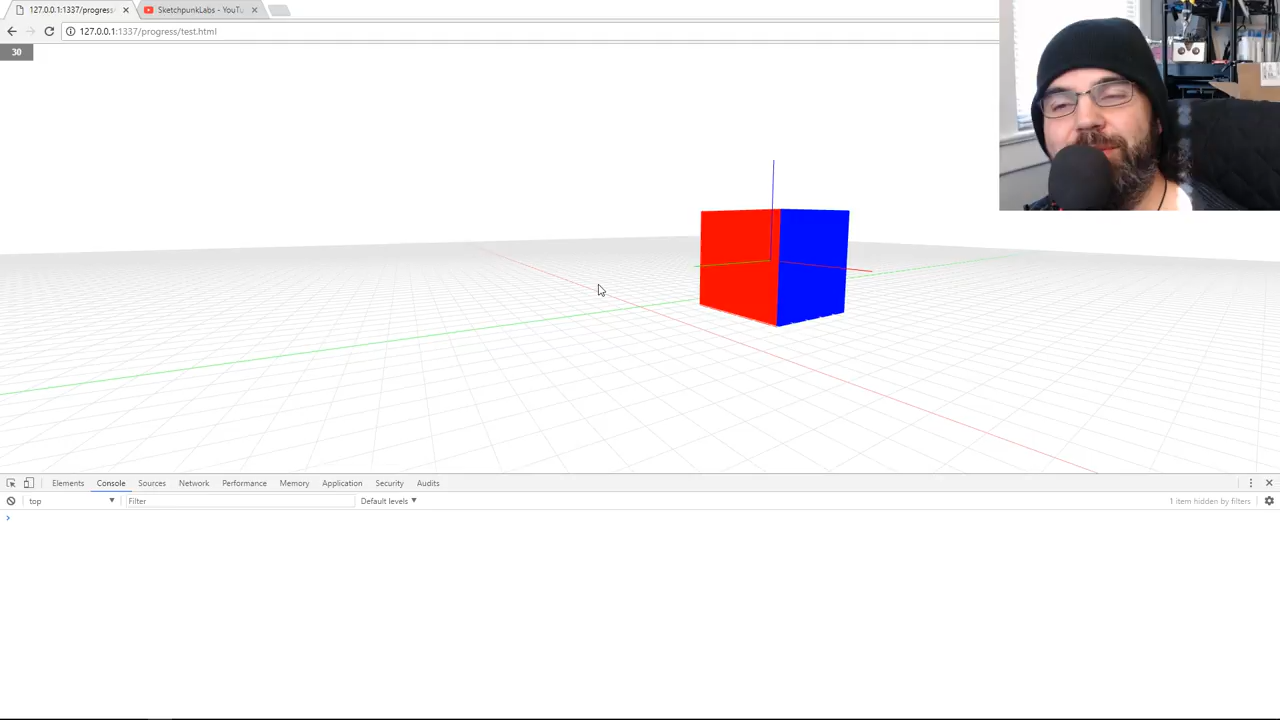 127.0.0.1:1337/progress/
SketchpunkLabs - YouTu
127.0.0.1:1337/progress/test.html
30
Elements Console Sources Network Performance Memory Application Security Audits
top Filter Default levels 1 item hidden by filters